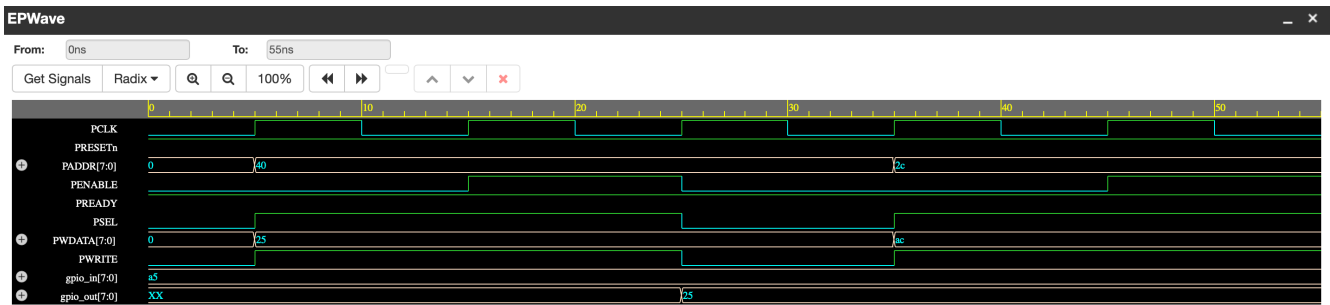 EPWave
From: 0ns To: 55ns
Get Signals Radix 100%
0 10 20 30 40 50
PCLK
PRESETn
PADDR[7:0] 0 40 2c
PENABLE
PREADY
PSEL
PWDATA[7:0] 0 25 ac
PWRITE
gpio_in[7:0] a5
gpio_out[7:0] XX 25